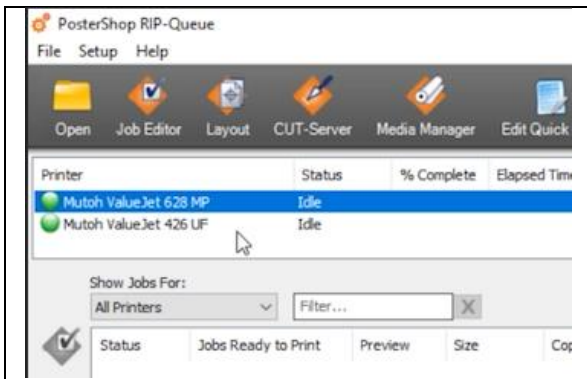 PosterShop RIP-Queue
File Setup Help
Open Job Editor Layout CUT-Server Media Manager Edit Quick
Printer Status % Complete Elapsed Time
Mutoh ValueJet 628 MP Idle
Mutoh ValueJet 426 UF Idle
Show Jobs For:
All Printers Filter... X
Status Jobs Ready to Print Preview Size